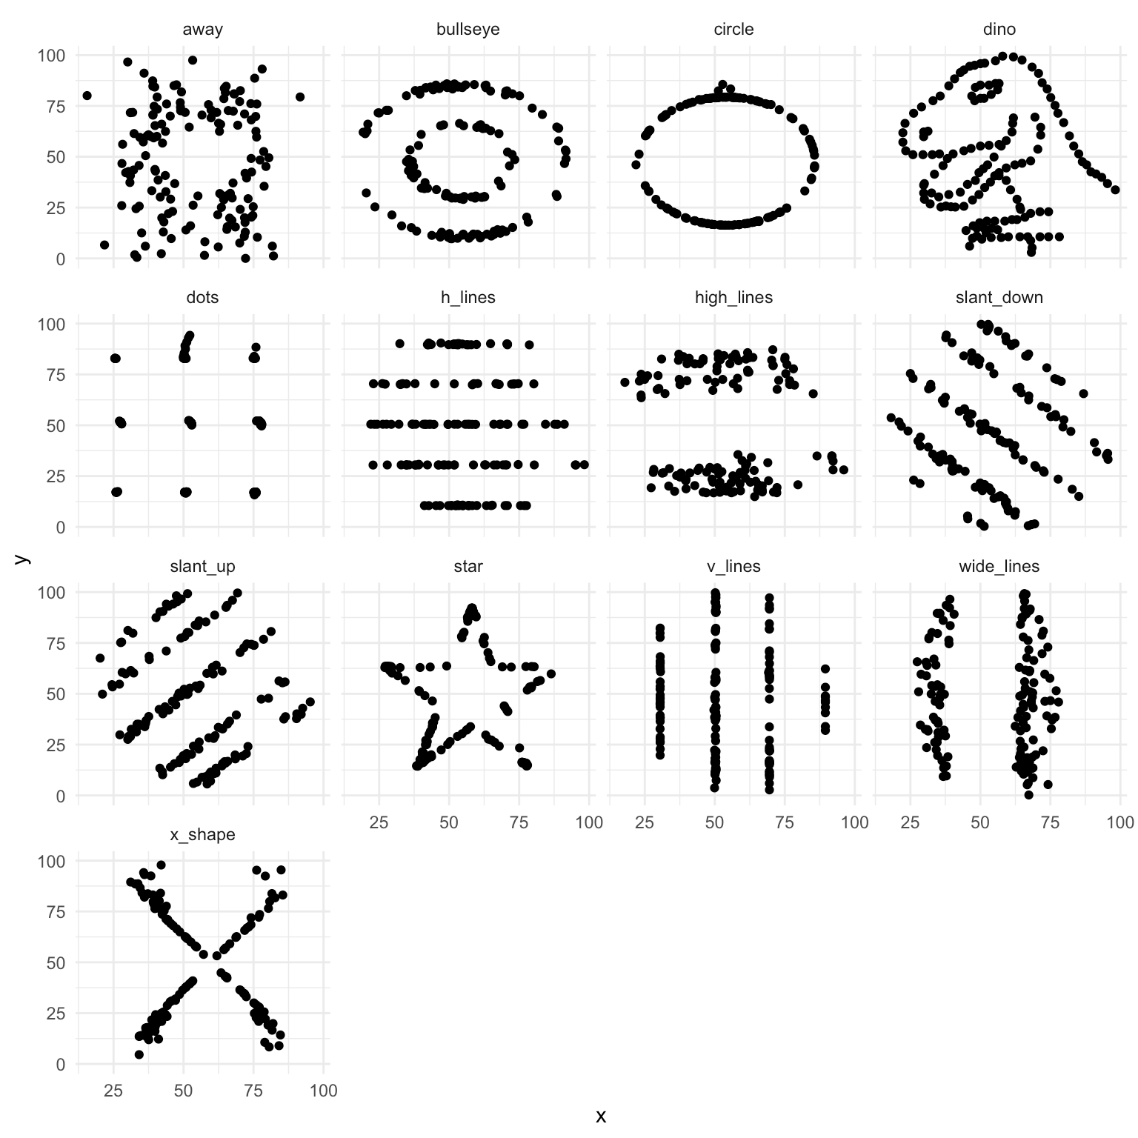 away bullseye circle dino
100
75
50
25
0
dots h_lines high_lines slant_down
100
75
50
25
0
y
slant_up star v_lines wide_lines
100
75
50
25
0
25 50 75 100 25 50 75 100 25 50 75 100
x_shape
100
75
50
25
0
25 50 75 100
x